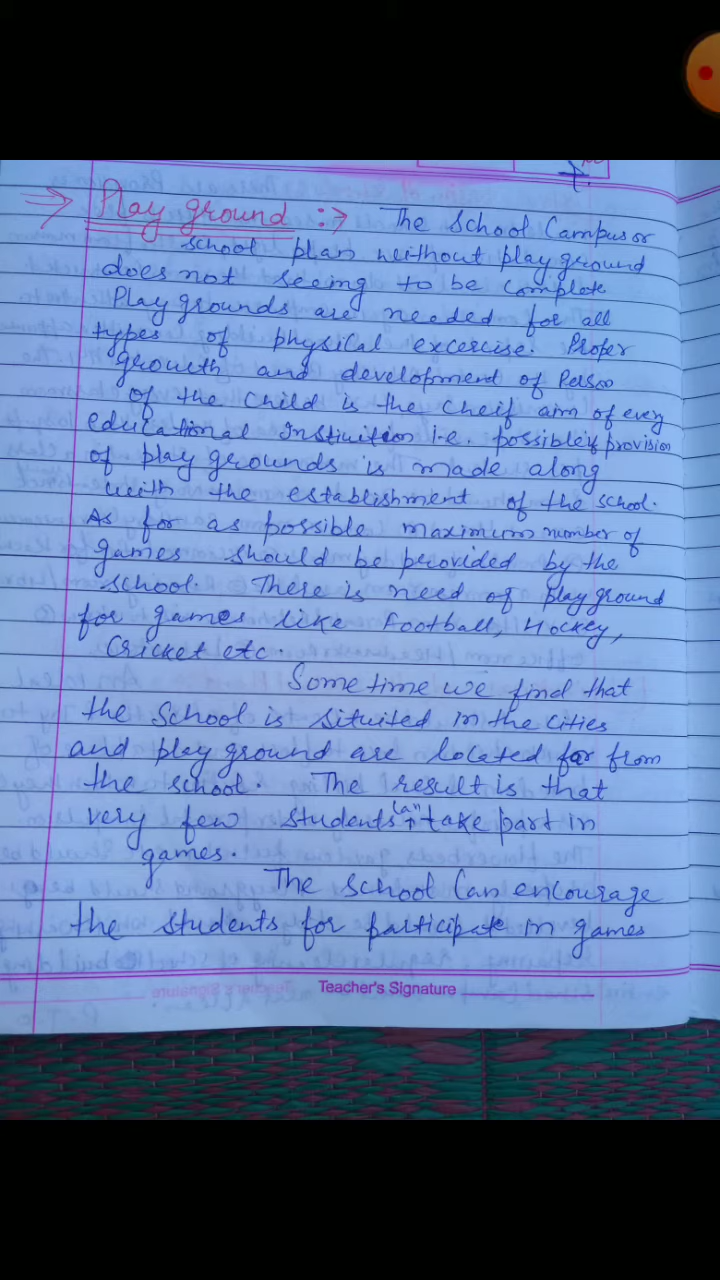 ⇒ Play ground :→ The School Campus or
school plan without play ground
does not seeing to be complete
Play grounds are needed for all
types of physical excercise. Proper
growth and development of Perso
of the child is the cheif aim of every
educational instituition i.e. possible if provision
of play grounds is made along
with the establishment of the school.
As for as possible maximum number of
games should be provided by the
school. There is need of play ground
for games like Football, Hockey,
Cricket etc.
Some time we find that
the School is situited in the cities
and play ground are located far from
the school. The result is that
very few students can take part in
games.
The school Can encourage
the students for participate in games
Teacher's Signature